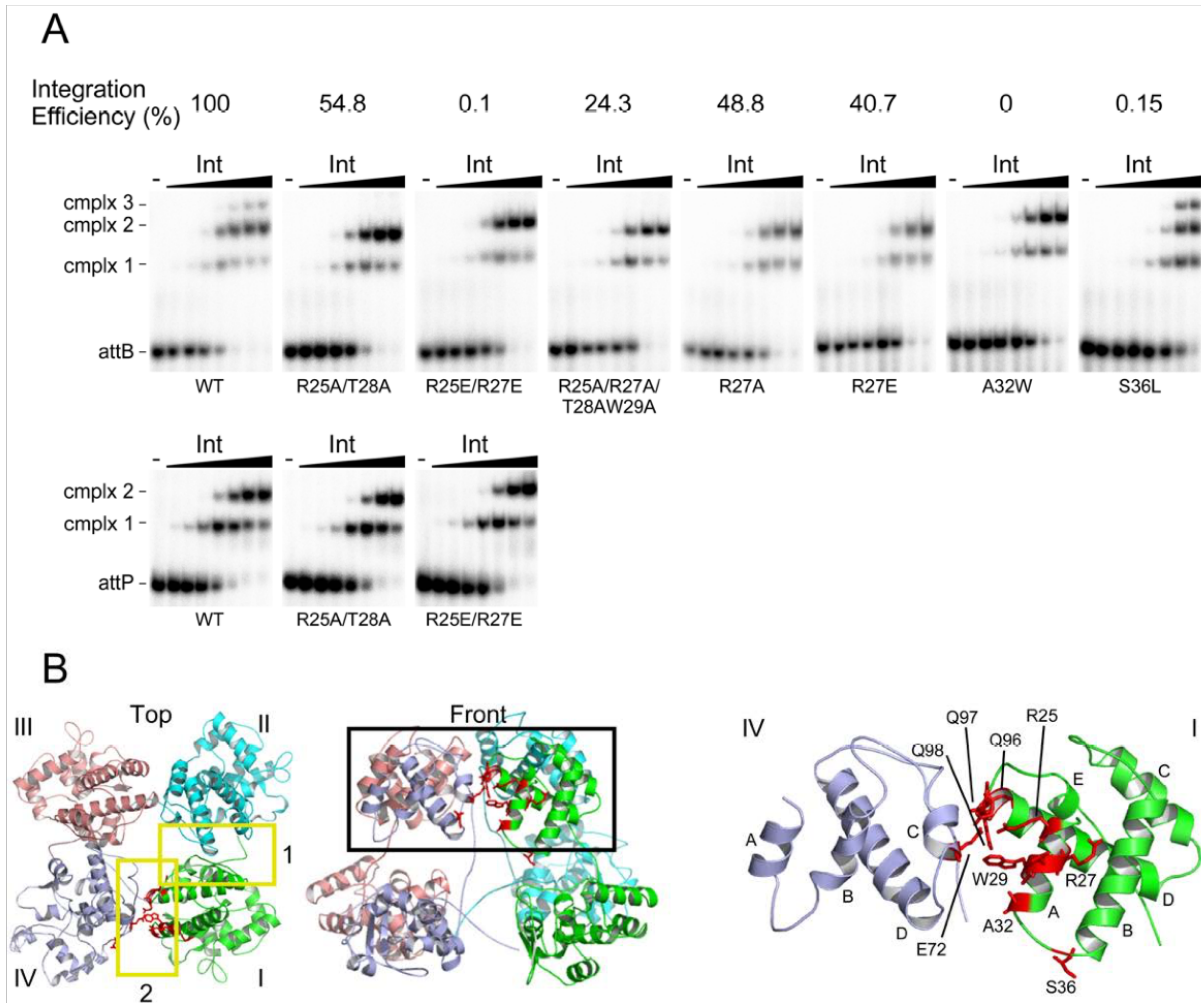 A
Integration
Efficiency (%) 100 54.8 0.1 24.3 48.8 40.7 0 0.15
- Int - Int - Int - Int - Int - Int - Int - Int
cmplx 3 -
cmplx 2 -
cmplx 1 -
attB -
WT R25A/T28A R25E/R27E R25A/R27A/ R27A R27E A32W S36L
T28AW29A
- Int - Int - Int
cmplx 2 -
cmplx 1 -
attP -
WT R25A/T28A R25E/R27E
B
III Top II Front IV Q97 R25 I
Q98 Q96
E C
1
A C
W29 R27 D
B A
A32 B
D
E72
IV I S36
2